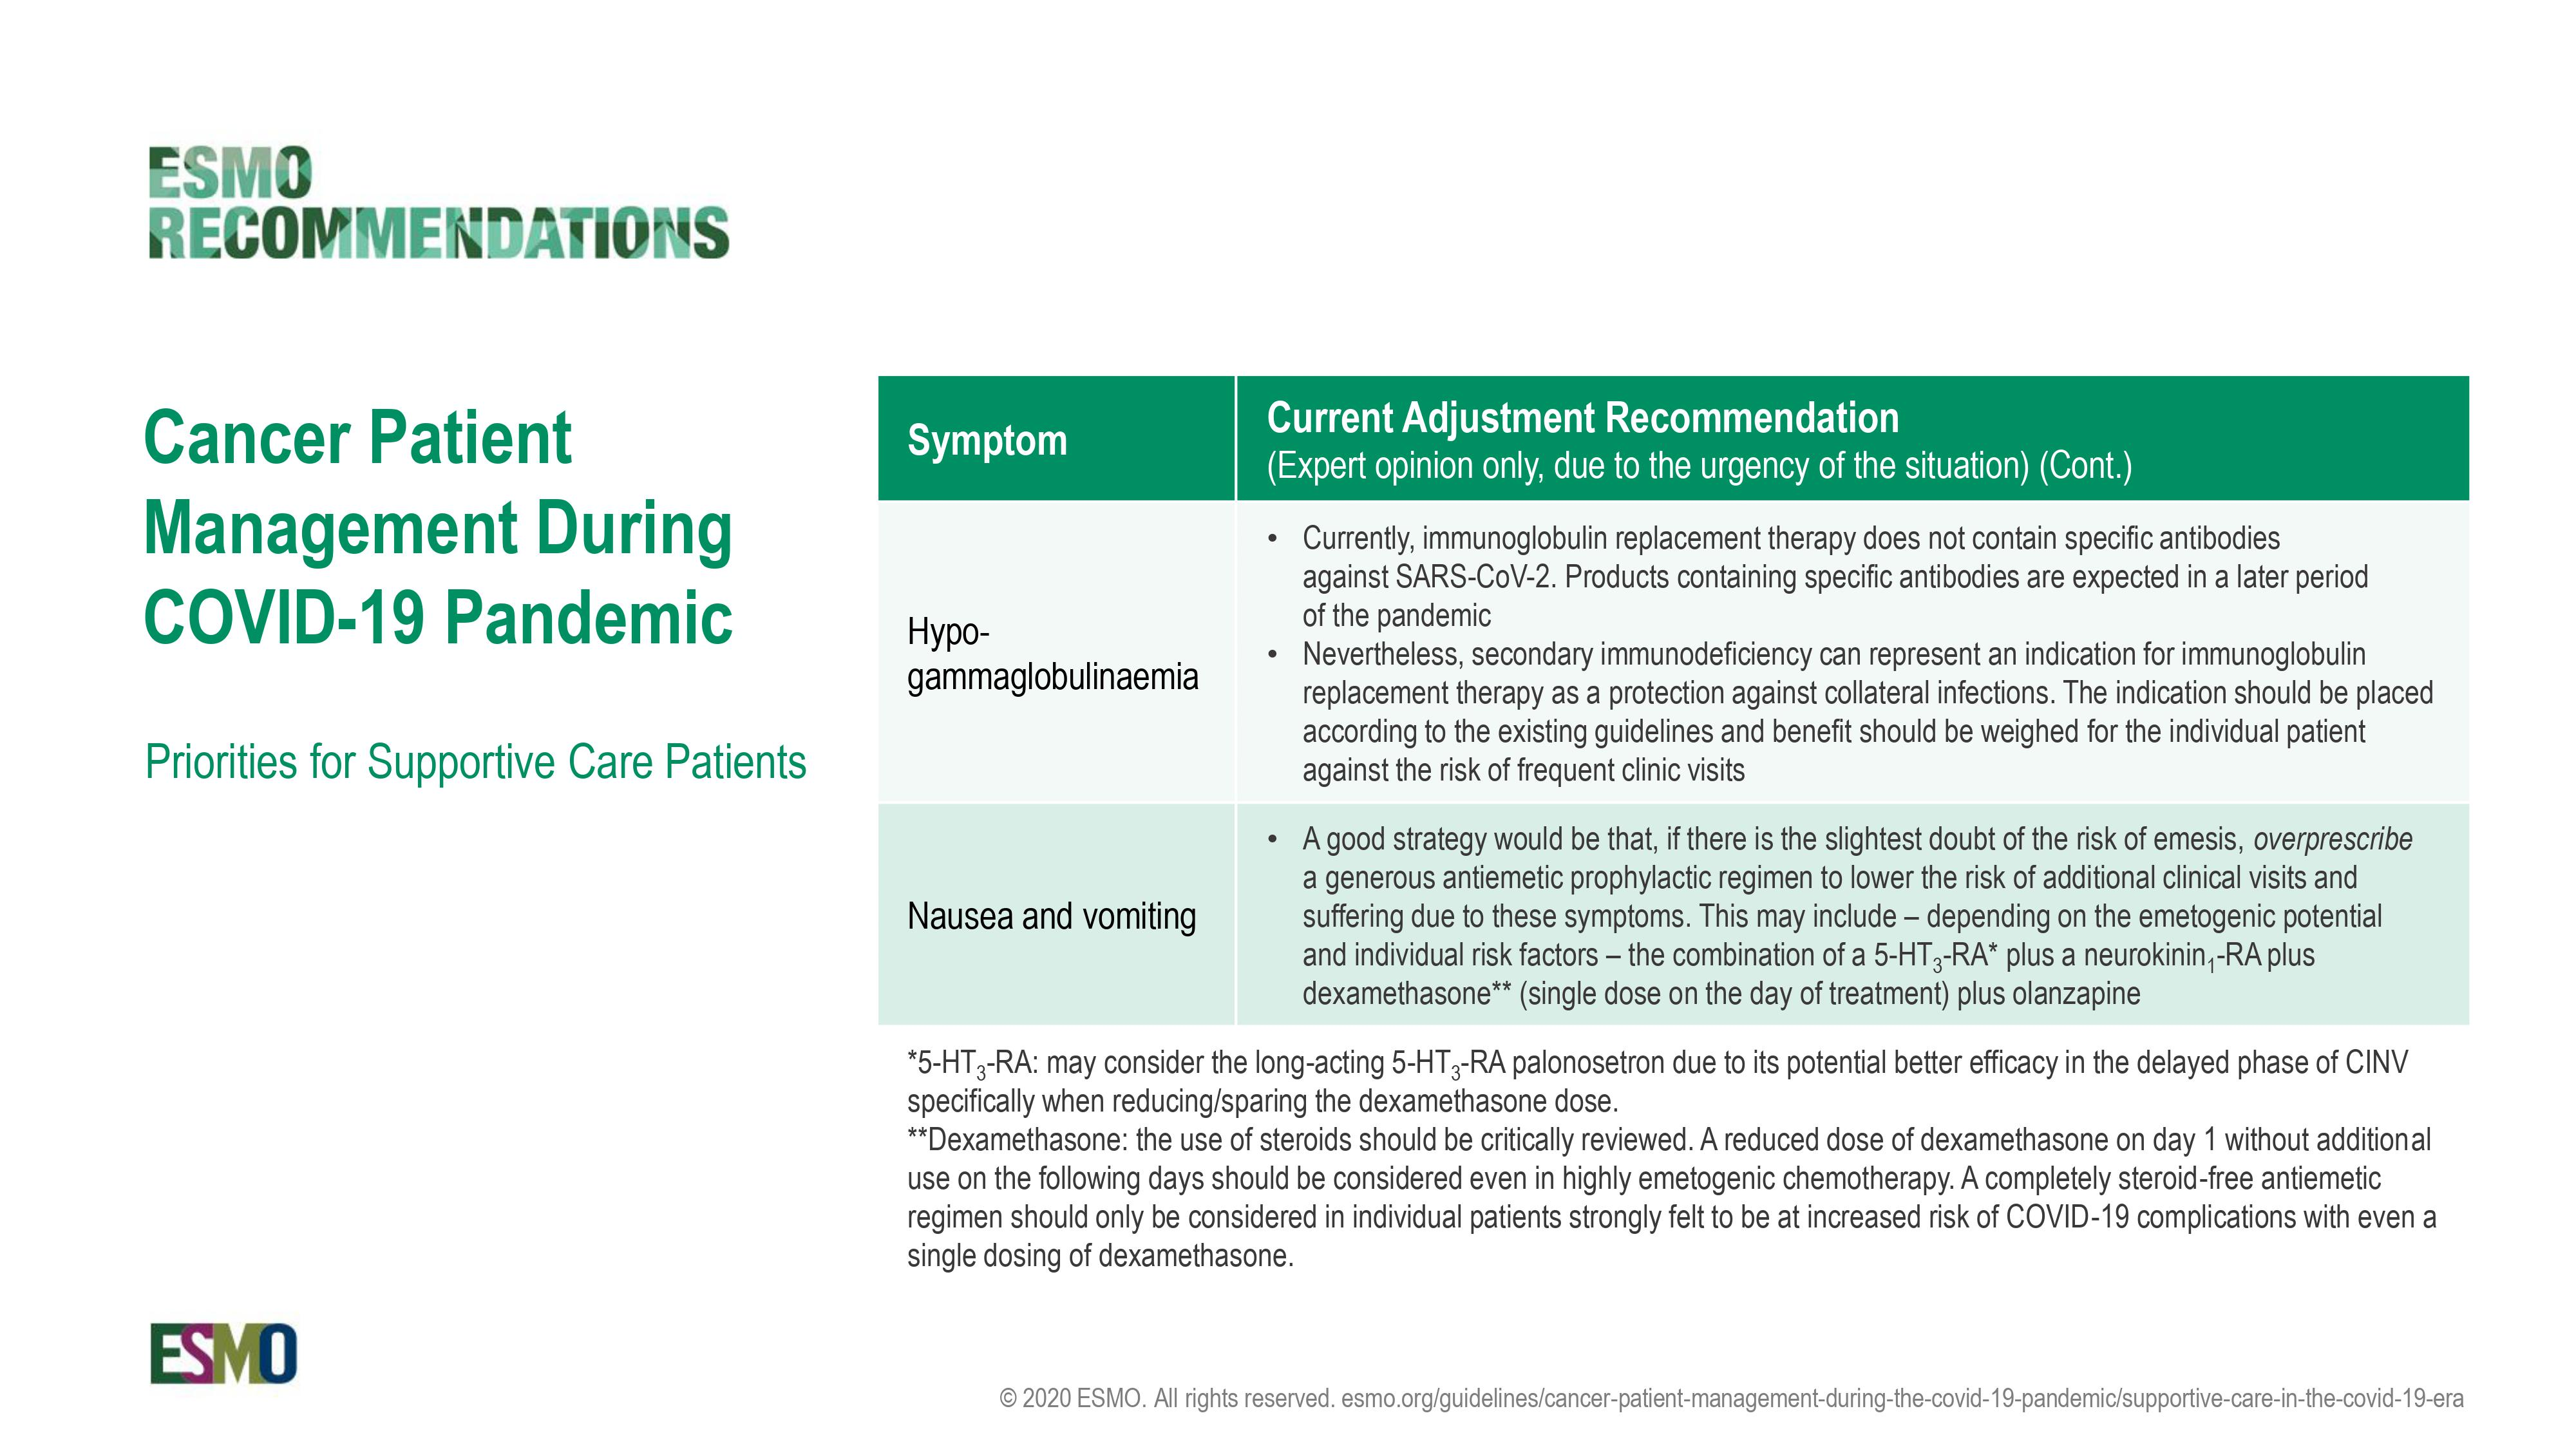 ESMO
RECOMMENDATIONS
Cancer Patient
Management During
COVID-19 Pandemic
Priorities for Supportive Care Patients
Symptom
Current Adjustment Recommendation
(Expert opinion only, due to the urgency of the situation) (Cont.)
Hypo-
gammaglobulinaemia
• Currently, immunoglobulin replacement therapy does not contain specific antibodies
against SARS-CoV-2. Products containing specific antibodies are expected in a later period
of the pandemic
• Nevertheless, secondary immunodeficiency can represent an indication for immunoglobulin
replacement therapy as a protection against collateral infections. The indication should be placed
according to the existing guidelines and benefit should be weighed for the individual patient
against the risk of frequent clinic visits
Nausea and vomiting
• A good strategy would be that, if there is the slightest doubt of the risk of emesis, overprescribe
a generous antiemetic prophylactic regimen to lower the risk of additional clinical visits and
suffering due to these symptoms. This may include – depending on the emetogenic potential
and individual risk factors – the combination of a 5-HT₃-RA* plus a neurokinin₁-RA plus
dexamethasone** (single dose on the day of treatment) plus olanzapine
*5-HT₃-RA: may consider the long-acting 5-HT₃-RA palonosetron due to its potential better efficacy in the delayed phase of CINV
specifically when reducing/sparing the dexamethasone dose.
**Dexamethasone: the use of steroids should be critically reviewed. A reduced dose of dexamethasone on day 1 without additional
use on the following days should be considered even in highly emetogenic chemotherapy. A completely steroid-free antiemetic
regimen should only be considered in individual patients strongly felt to be at increased risk of COVID-19 complications with even a
single dosing of dexamethasone.
ESMO
© 2020 ESMO. All rights reserved. esmo.org/guidelines/cancer-patient-management-during-the-covid-19-pandemic/supportive-care-in-the-covid-19-era